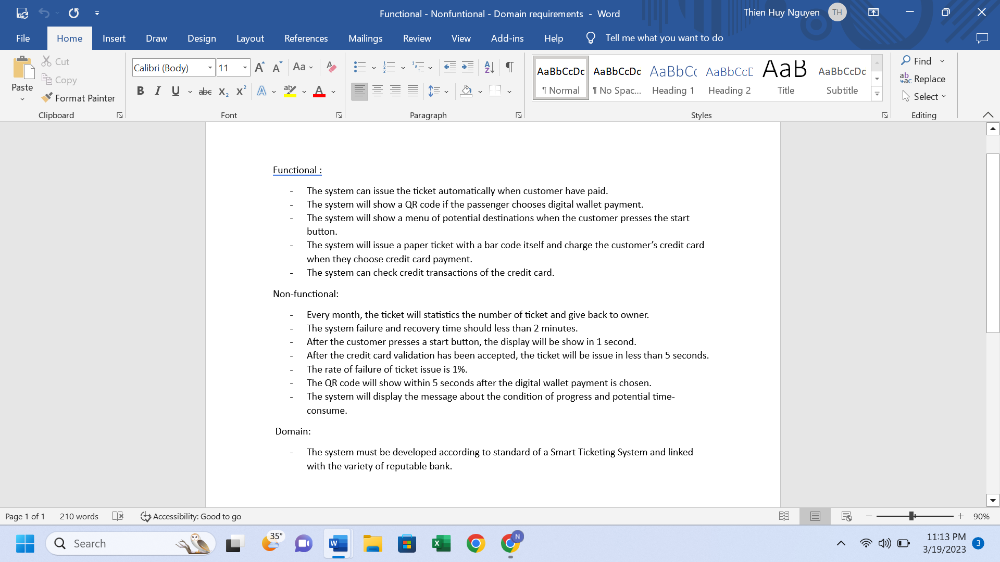 Functional - Nonfuntional - Domain requirements - Word
Thien Huy Nguyen TH
File Home Insert Draw Design Layout References Mailings Review View Add-ins Help Tell me what you want to do
Paste
Cut
Copy
Format Painter
Clipboard
Calibri (Body) 11
Font
Paragraph
AaBbCcDc AaBbCcDc AaBbCc AaBbCcD AaB AaBbCcDc
¶ Normal ¶ No Spac... Heading 1 Heading 2 Title Subtitle
Styles
Find
Replace
Select
Editing
Functional :
- The system can issue the ticket automatically when customer have paid.
- The system will show a QR code if the passenger chooses digital wallet payment.
- The system will show a menu of potential destinations when the customer presses the start
button.
- The system will issue a paper ticket with a bar code itself and charge the customer’s credit card
when they choose credit card payment.
- The system can check credit transactions of the credit card.
Non-functional:
- Every month, the ticket will statistics the number of ticket and give back to owner.
- The system failure and recovery time should less than 2 minutes.
- After the customer presses a start button, the display will be show in 1 second.
- After the credit card validation has been accepted, the ticket will be issue in less than 5 seconds.
- The rate of failure of ticket issue is 1%.
- The QR code will show within 5 seconds after the digital wallet payment is chosen.
- The system will display the message about the condition of progress and potential time-
consume.
Domain:
- The system must be developed according to standard of a Smart Ticketing System and linked
with the variety of reputable bank.
Page 1 of 1 210 words Accessibility: Good to go 90%
Search 35° N
11:13 PM
3/19/2023 3